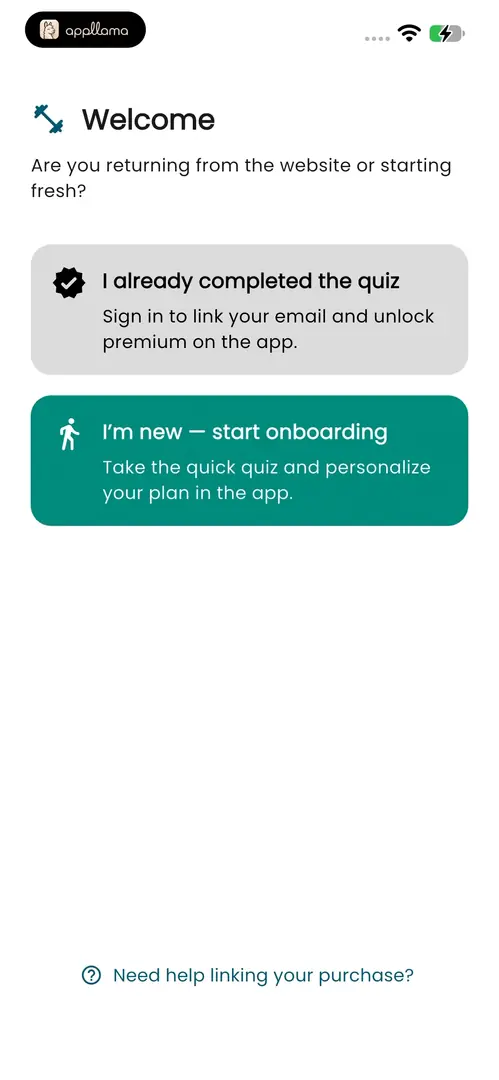 appllama
Welcome
Are you returning from the website or starting
fresh?
I already completed the quiz
Sign in to link your email and unlock
premium on the app.
I'm new — start onboarding
Take the quick quiz and personalize
your plan in the app.
Need help linking your purchase?